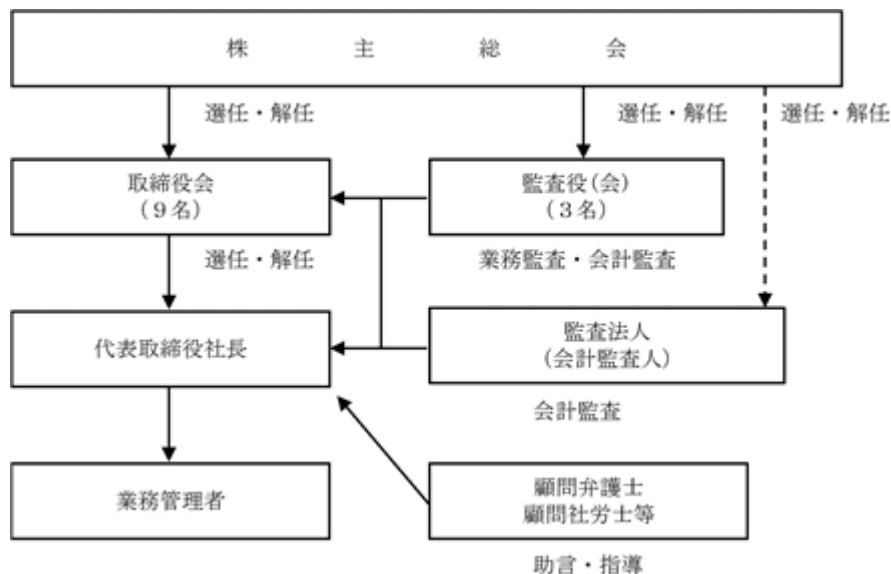 株主総会
選任・解任
選任・解任
選任・解任
取締役会
（９名）
監査役(会)
（３名）
選任・解任
業務監査・会計監査
代表取締役社長
監査法人
(会計監査人)
会計監査
業務管理者
顧問弁護士
顧問社労士等
助言・指導